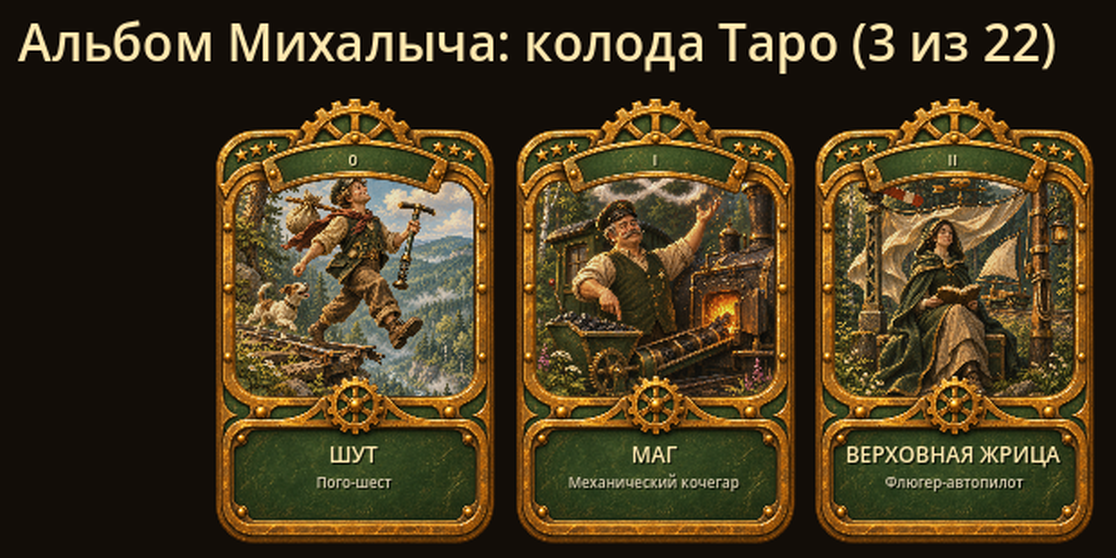 Альбом Михалыча: колода Таро (3 из 22)
0
I
II
ШУТ
МАГ
ВЕРХОВНАЯ ЖРИЦА
Пого-шест
Механический кочегар
Флюгер-автопилот